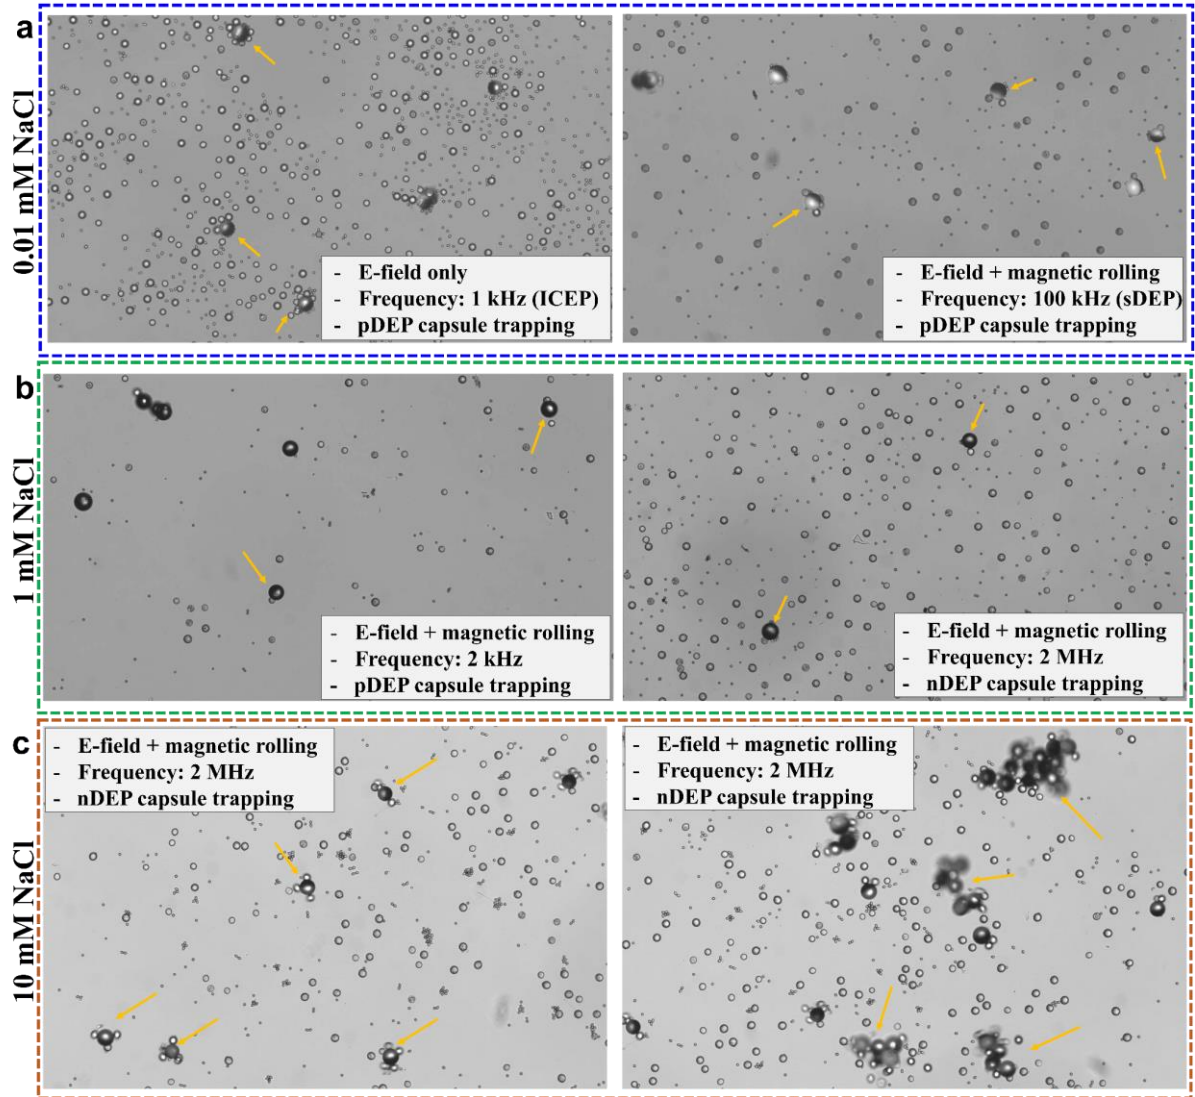 a
0.01 mM NaCl
- E-field only
- Frequency: 1 kHz (ICEP)
- pDEP capsule trapping
- E-field + magnetic rolling
- Frequency: 100 kHz (sDEP)
- pDEP capsule trapping
b
1 mM NaCl
- E-field + magnetic rolling
- Frequency: 2 kHz
- pDEP capsule trapping
- E-field + magnetic rolling
- Frequency: 2 MHz
- nDEP capsule trapping
c
10 mM NaCl
- E-field + magnetic rolling
- Frequency: 2 MHz
- nDEP capsule trapping
- E-field + magnetic rolling
- Frequency: 2 MHz
- nDEP capsule trapping